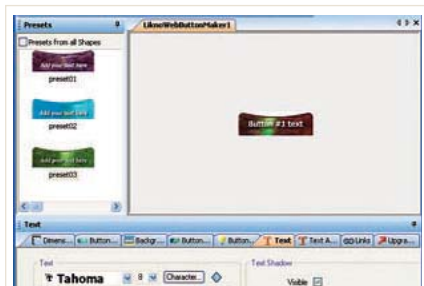 Presets
LiknoWebButtonMaker1
Presets from all Shapes
Add your text here
preset01
Add your text here
preset02
Add your text here
preset03
Button #1 text
Text
Dimens... Button... Backgr... Button... Button... Text Text A... Links Upgra...
Text
Text Shadow
Tahoma 8 Character...
Visible